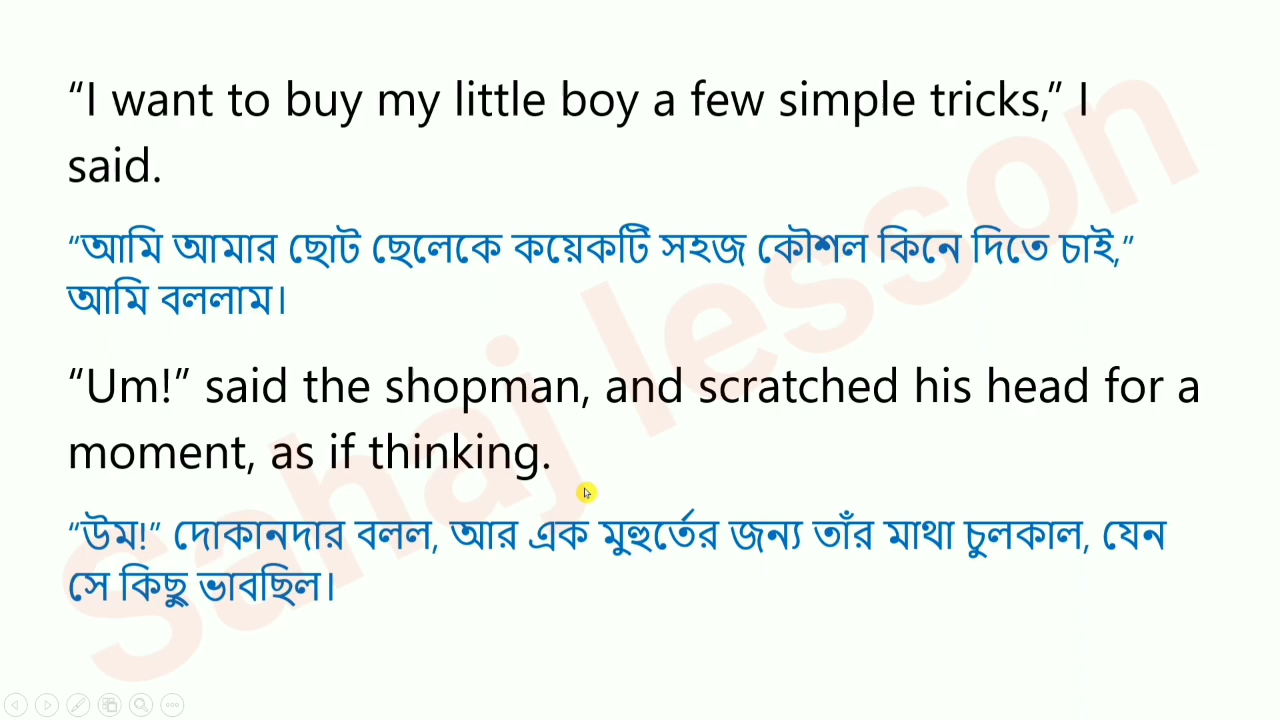 “I want to buy my little boy a few simple tricks,” I
said.
“আমি আমার ছোট ছেলেকে কয়েকটি সহজ কৌশল কিনে দিতে চাই,”
আমি বললাম।
“Um!” said the shopman, and scratched his head for a
moment, as if thinking.
“উম!” দোকানদার বলল, আর এক মুহুর্তের জন্য তাঁর মাথা চুলকাল, যেন
সে কিছু ভাবছিল।
Sahaj lesson